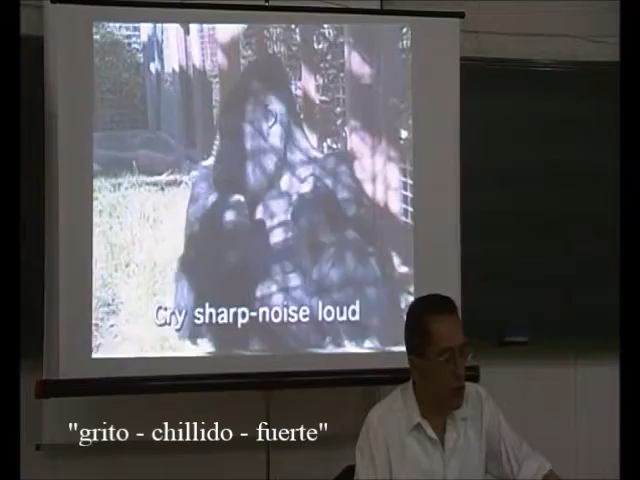 Cry sharp-noise loud
"grito - chillido - fuerte"